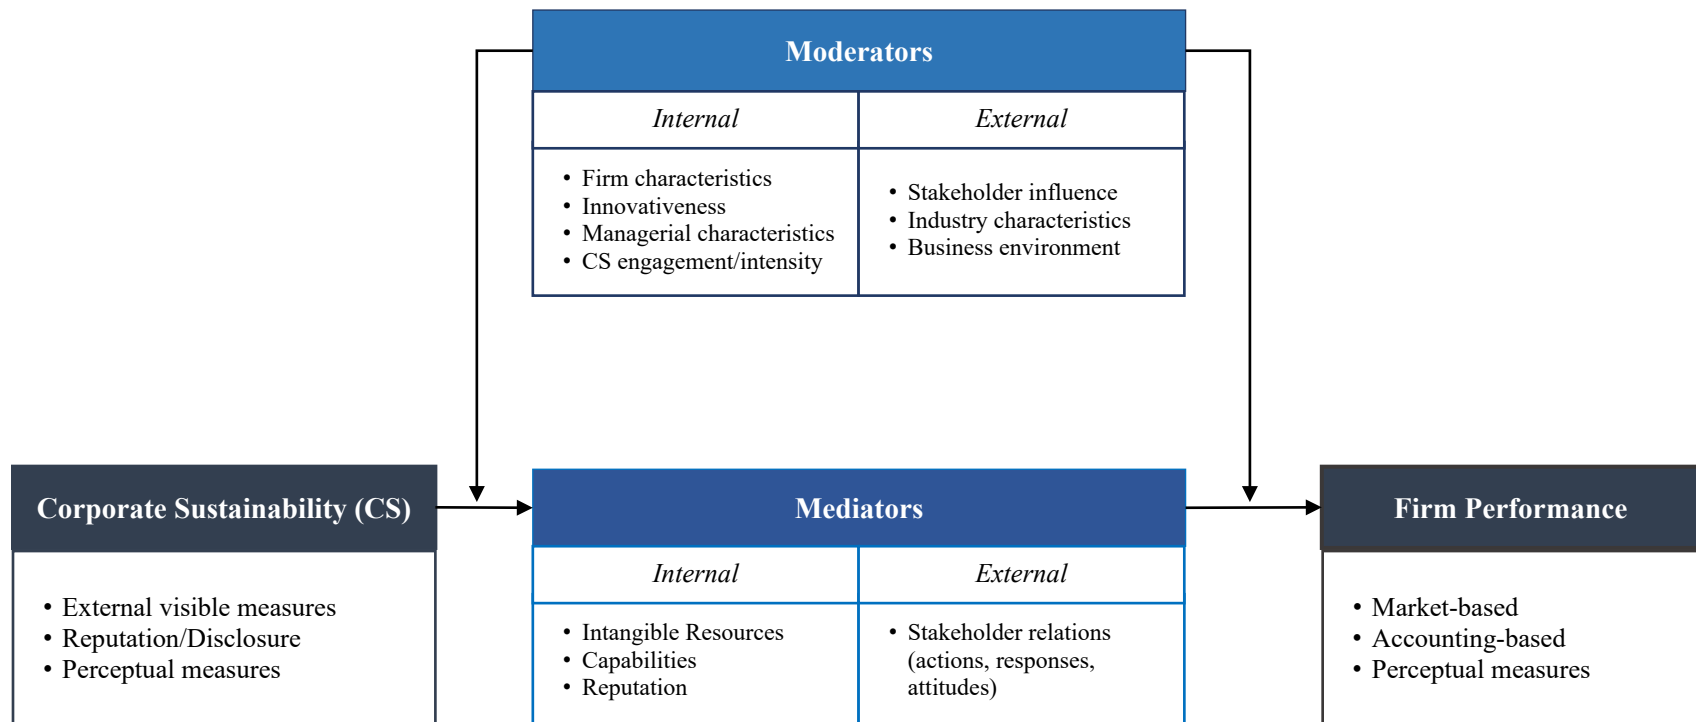 Moderators
Internal
External
• Firm characteristics
• Innovativeness
• Managerial characteristics
• CS engagement/intensity
• Stakeholder influence
• Industry characteristics
• Business environment
Corporate Sustainability (CS)
• External visible measures
• Reputation/Disclosure
• Perceptual measures
Mediators
Internal
External
• Intangible Resources
• Capabilities
• Reputation
• Stakeholder relations
(actions, responses,
attitudes)
Firm Performance
• Market-based
• Accounting-based
• Perceptual measures